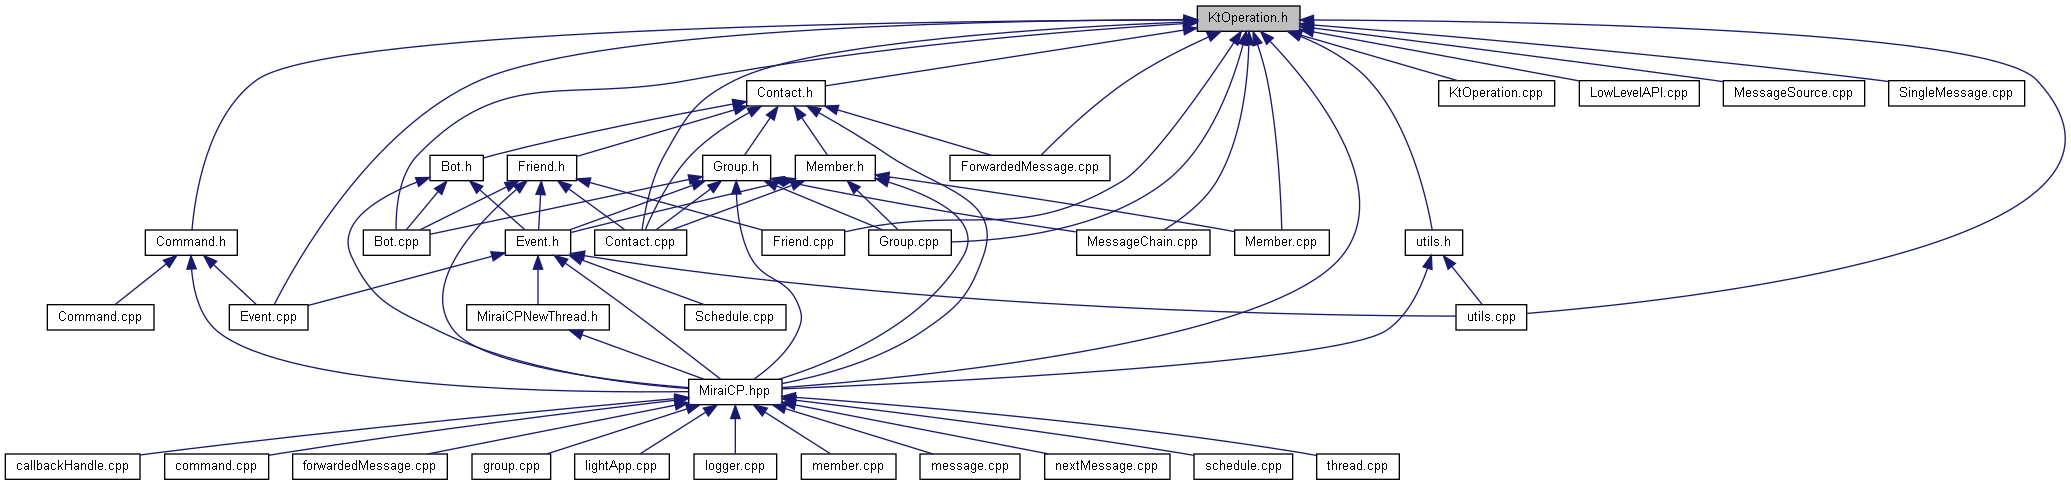 KtOperation.h
Contact.h
KtOperation.cpp
LowLevelAPI.cpp
MessageSource.cpp
SingleMessage.cpp
Bot.h
Friend.h
Group.h
Member.h
ForwardedMessage.cpp
Command.h
Bot.cpp
Event.h
Contact.cpp
Friend.cpp
Group.cpp
MessageChain.cpp
Member.cpp
utils.h
Command.cpp
Event.cpp
MiraiCPNewThread.h
Schedule.cpp
utils.cpp
MiraiCP.hpp
callbackHandle.cpp
command.cpp
forwardedMessage.cpp
group.cpp
lightApp.cpp
logger.cpp
member.cpp
message.cpp
nextMessage.cpp
schedule.cpp
thread.cpp